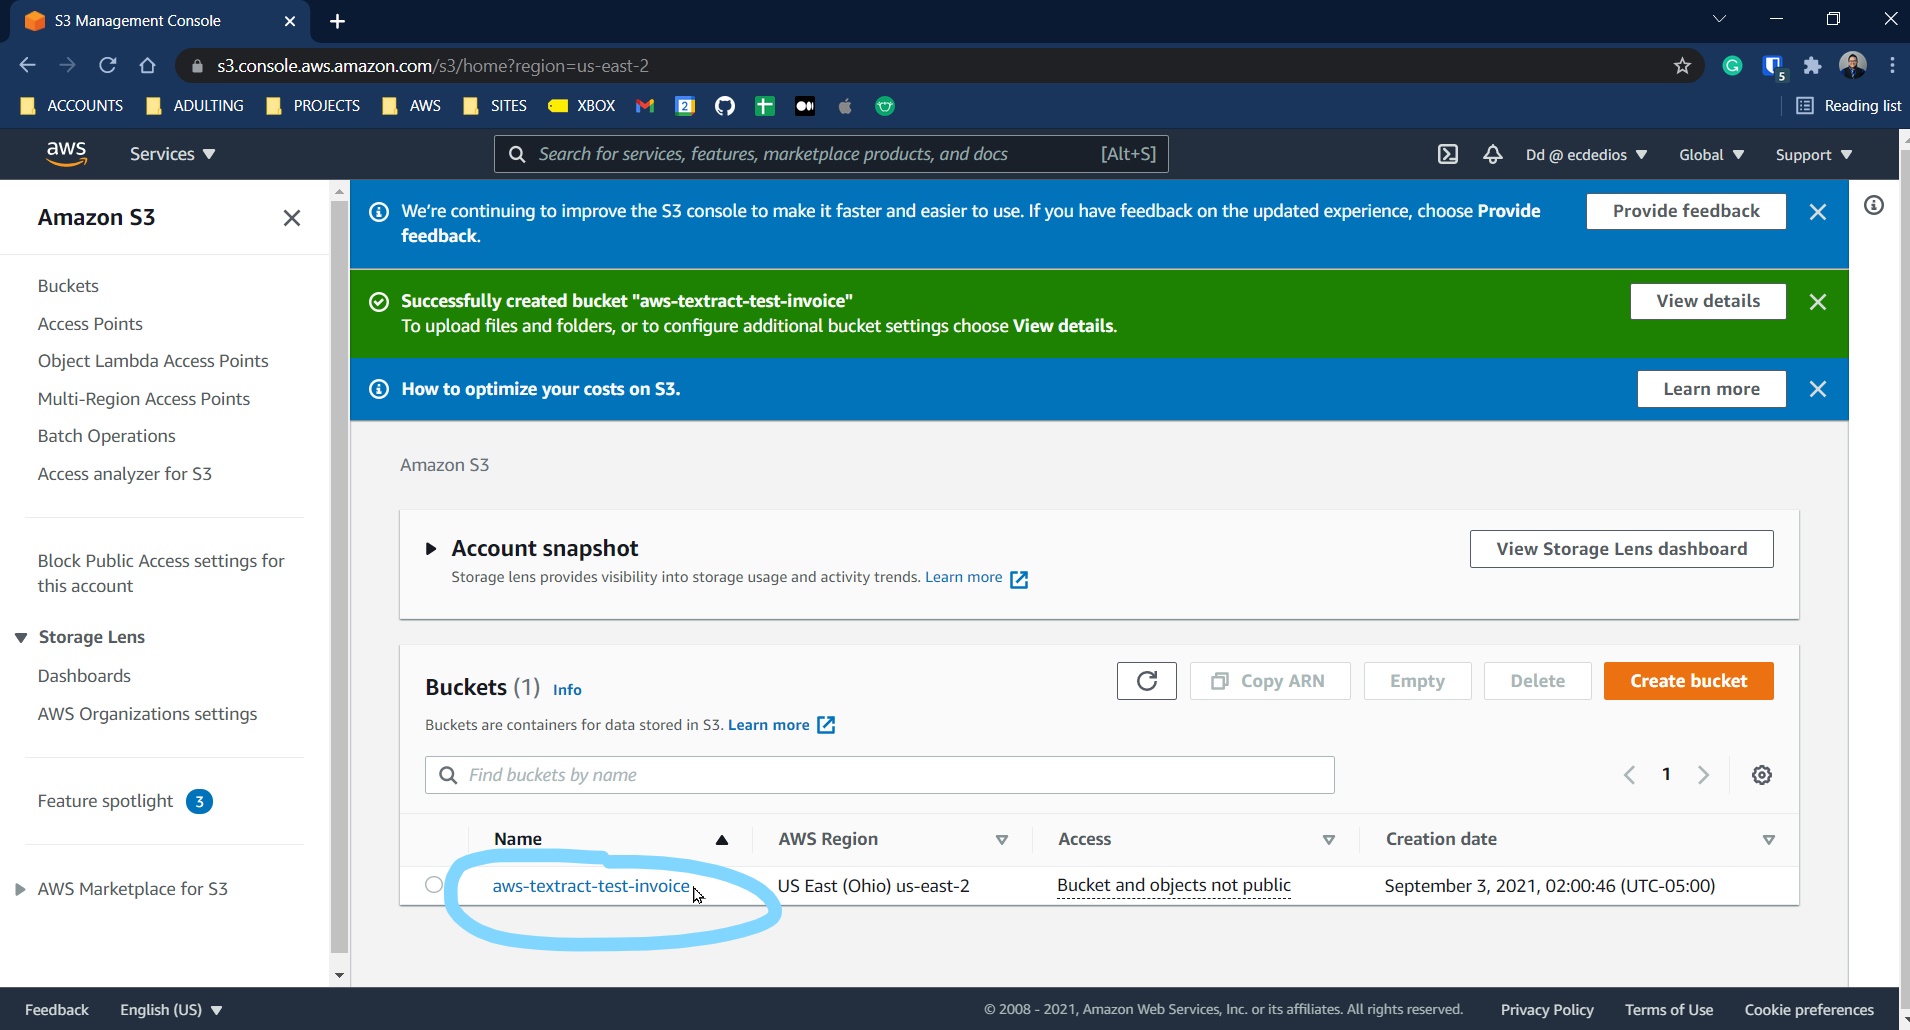 S3 Management Console
s3.console.aws.amazon.com/s3/home?region=us-east-2
5
ACCOUNTS ADULTING PROJECTS AWS SITES XBOX 2 Reading list
aws Services Search for services, features, marketplace products, and docs [Alt+S] Dd @ ecdedios Global Support
Amazon S3
Buckets
Access Points
Object Lambda Access Points
Multi-Region Access Points
Batch Operations
Access analyzer for S3
Block Public Access settings for
this account
Storage Lens
Dashboards
AWS Organizations settings
Feature spotlight 3
AWS Marketplace for S3
We're continuing to improve the S3 console to make it faster and easier to use. If you have feedback on the updated experience, choose Provide
feedback.
Provide feedback
Successfully created bucket "aws-textract-test-invoice"
To upload files and folders, or to configure additional bucket settings choose View details.
View details
How to optimize your costs on S3.
Learn more
Amazon S3
Account snapshot
Storage lens provides visibility into storage usage and activity trends. Learn more
View Storage Lens dashboard
Buckets (1) Info
Buckets are containers for data stored in S3. Learn more
Copy ARN Empty Delete Create bucket
Find buckets by name
1
Name AWS Region Access Creation date
aws-textract-test-invoice US East (Ohio) us-east-2 Bucket and objects not public September 3, 2021, 02:00:46 (UTC-05:00)
Feedback English (US) © 2008 - 2021, Amazon Web Services, Inc. or its affiliates. All rights reserved. Privacy Policy Terms of Use Cookie preferences